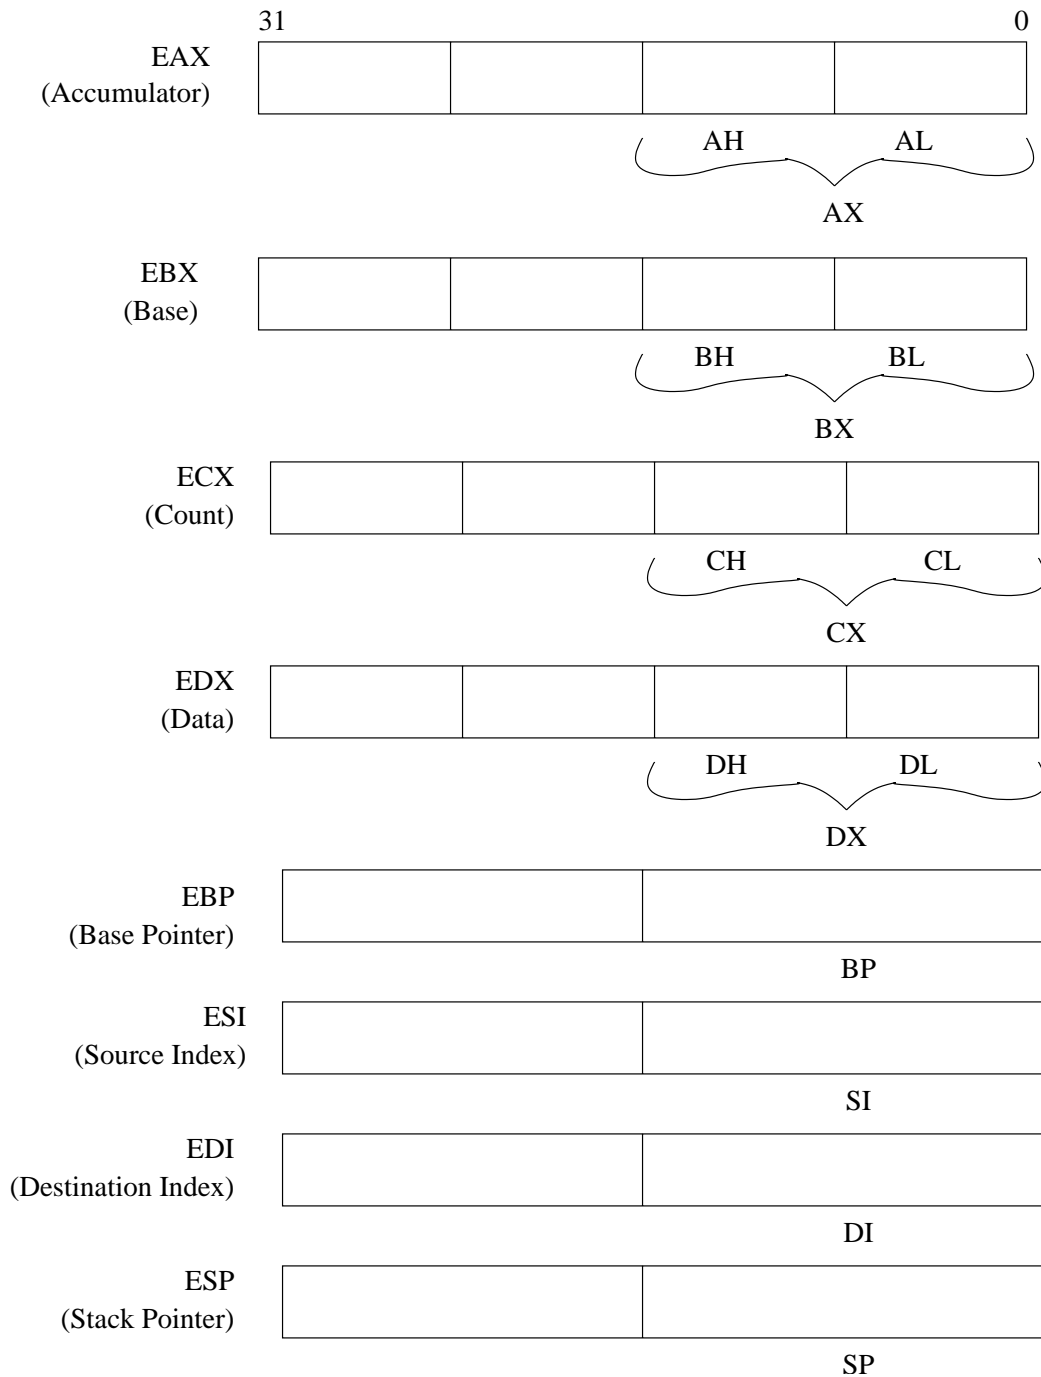 31 0
EAX
(Accumulator)
AH AL
AX
EBX
(Base)
BH BL
BX
ECX
(Count)
CH CL
CX
EDX
(Data)
DH DL
DX
EBP
(Base Pointer)
BP
ESI
(Source Index)
SI
EDI
(Destination Index)
DI
ESP
(Stack Pointer)
SP